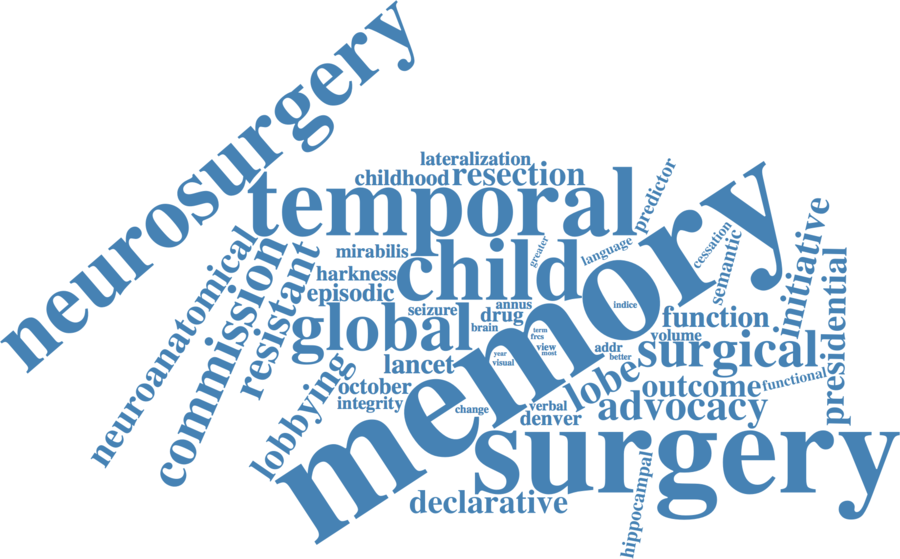 neurosurgery
lateralization
childhood
resection
temporal
predictor
mirabilis
child
greater
language
cessation
semantic
initiative
neuroanatomical
commission
resistant
harkness
episodic
memory
presidential
seizure
annus
drug
indice
function
global
brain
term
frcs
volume
surgical
year
view
most
visual
addr
better
lancet
lobe
lobbying
october
outcome
functional
integrity
change
verbal
denver
advocacy
surgery
declarative
hippocampal